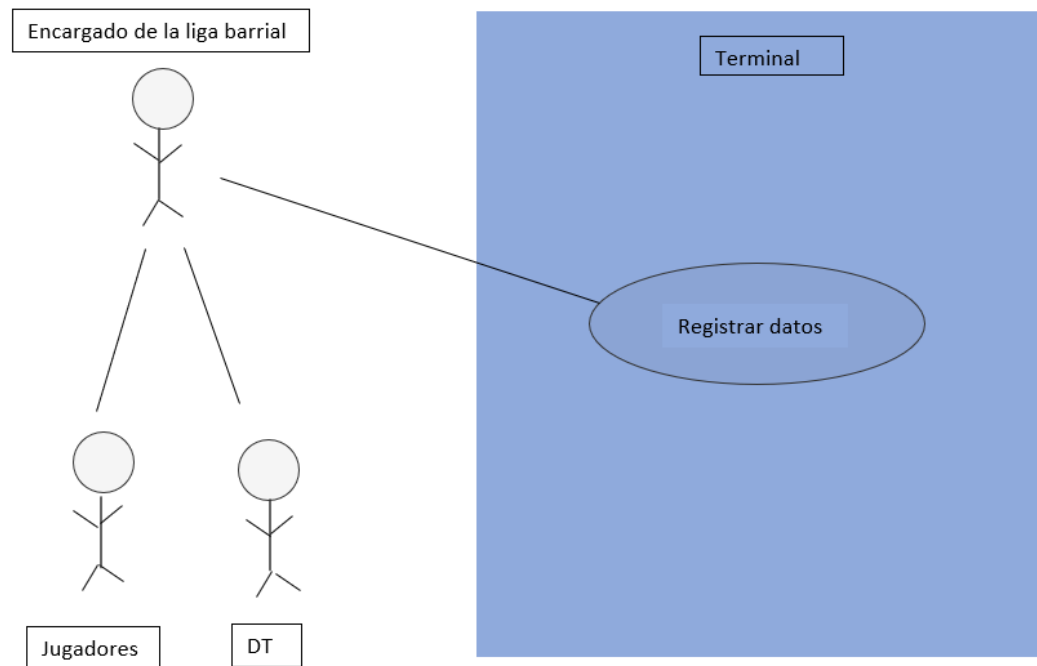 Encargado de la liga barrial
Terminal
Registrar datos
Jugadores
DT